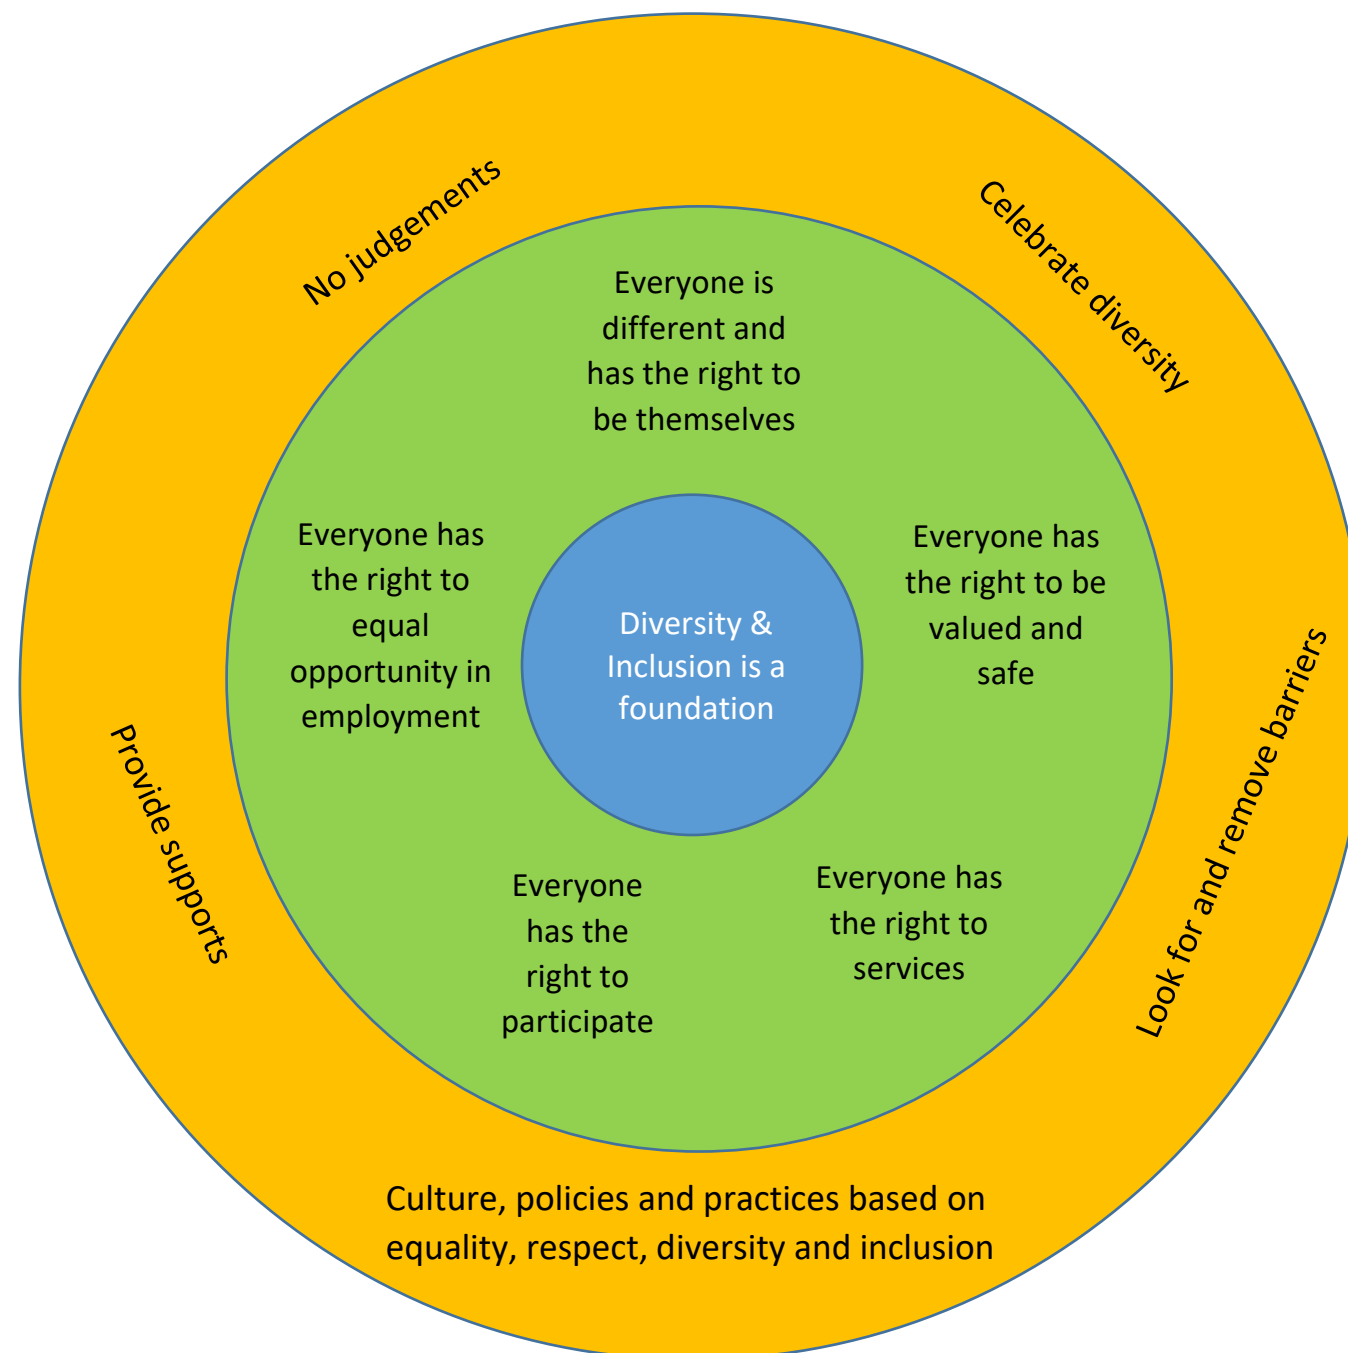 No judgements
Celebrate diversity
Everyone is
different and
has the right to
be themselves
Everyone has
the right to
equal
opportunity in
employment
Diversity &
Inclusion is a
foundation
Everyone has
the right to be
valued and
safe
Provide supports
Look for and remove barriers
Everyone
has the
right to
participate
Everyone has
the right to
services
Culture, policies and practices based on
equality, respect, diversity and inclusion